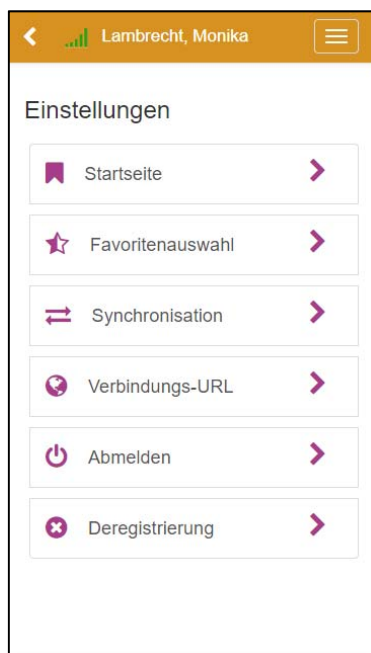 Lambrecht, Monika
Einstellungen
Startseite
Favoritenauswahl
Synchronisation
Verbindungs-URL
Abmelden
Deregistrierung